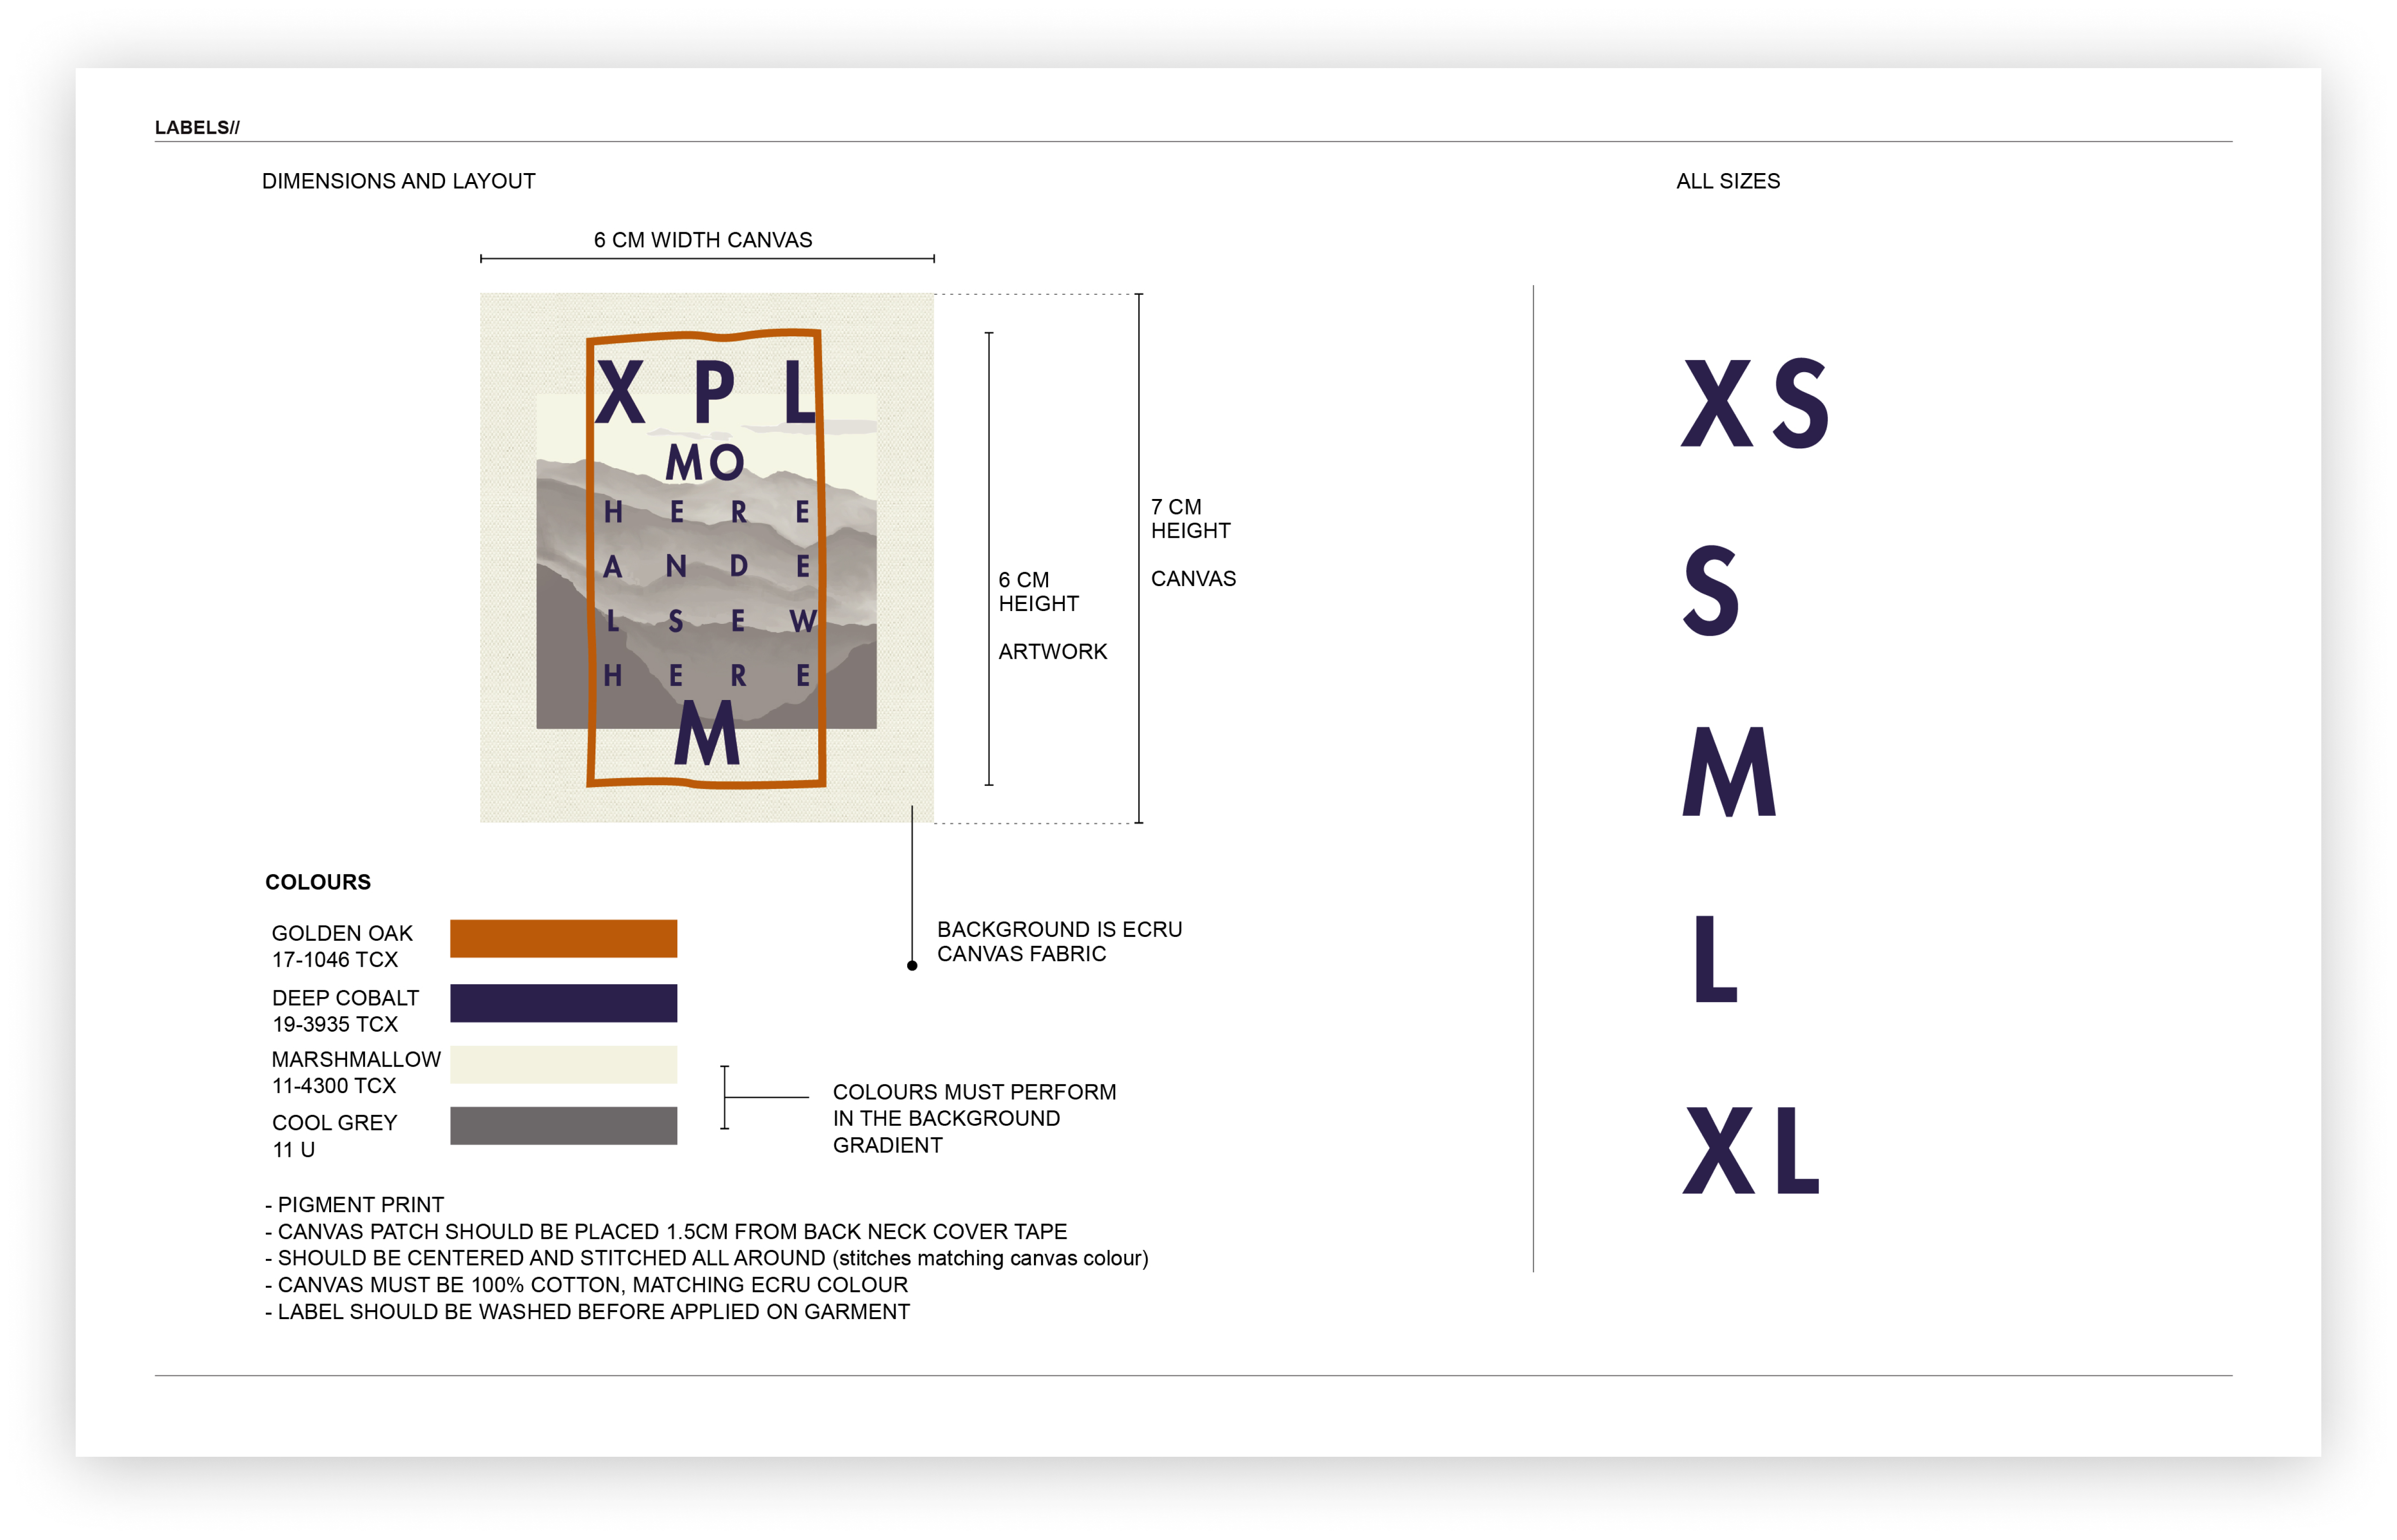 LABELS//
DIMENSIONS AND LAYOUT
6 CM WIDTH CANVAS
X P L
MO
H E R E
A N D E
L S E W
H E R E
M
6 CM
HEIGHT
ARTWORK
7 CM
HEIGHT
CANVAS
BACKGROUND IS ECRU
CANVAS FABRIC
COLOURS
GOLDEN OAK
17-1046 TCX
DEEP COBALT
19-3935 TCX
MARSHMALLOW
11-4300 TCX
COOL GREY
11 U
COLOURS MUST PERFORM
IN THE BACKGROUND
GRADIENT
- PIGMENT PRINT
- CANVAS PATCH SHOULD BE PLACED 1.5CM FROM BACK NECK COVER TAPE
- SHOULD BE CENTERED AND STITCHED ALL AROUND (stitches matching canvas colour)
- CANVAS MUST BE 100% COTTON, MATCHING ECRU COLOUR
- LABEL SHOULD BE WASHED BEFORE APPLIED ON GARMENT
ALL SIZES
XS
S
M
L
XL